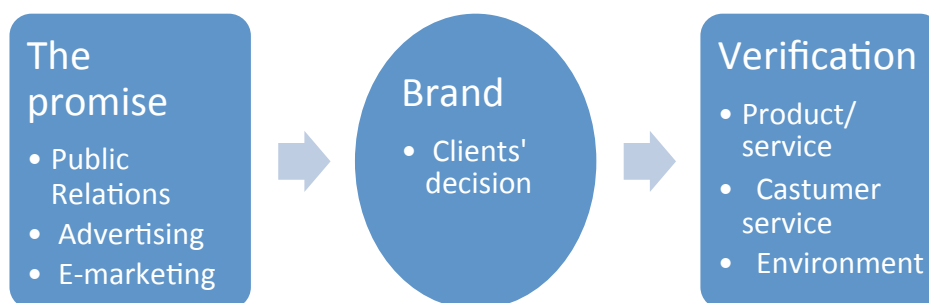 The
promise
• Public
Relations
• Advertising
• E-marketing
Brand
• Clients'
decision
Verification
• Product/
service
• Castumer
service
• Environment